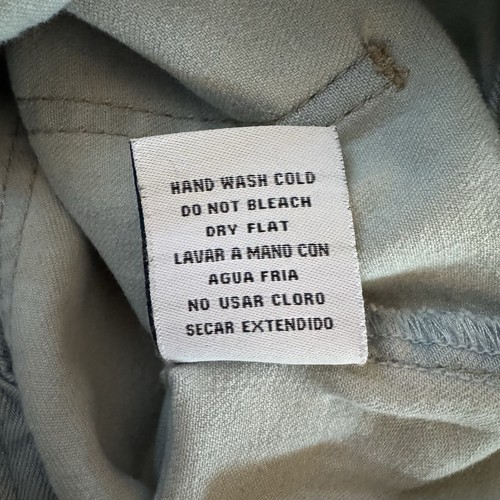 HAND WASH COLD
DO NOT BLEACH
DRY FLAT
LAVAR A MANO CON
AGUA FRIA
NO USAR CLORO
SECAR EXTENDIDO